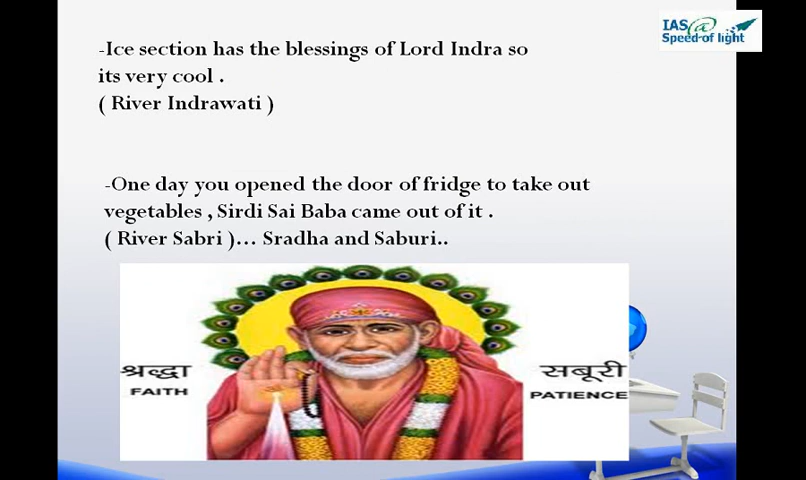 IAS@
Speed of light
-Ice section has the blessings of Lord Indra so
its very cool .
( River Indrawati )
-One day you opened the door of fridge to take out
vegetables , Sirdi Sai Baba came out of it .
( River Sabri )... Sradha and Saburi..
श्रद्धा
FAITH
सबूरी
PATIENCE